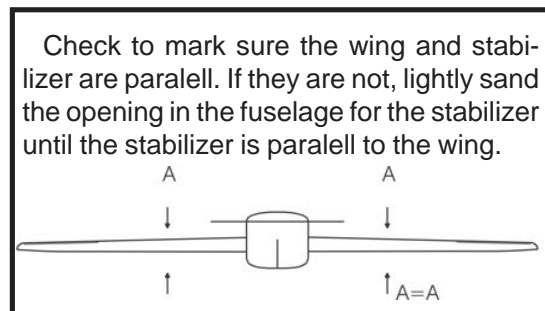 Check to mark sure the wing and stabi-
lizer are paralell. If they are not, lightly sand
the opening in the fuselage for the stabilizer
until the stabilizer is paralell to the wing.
A A
A=A